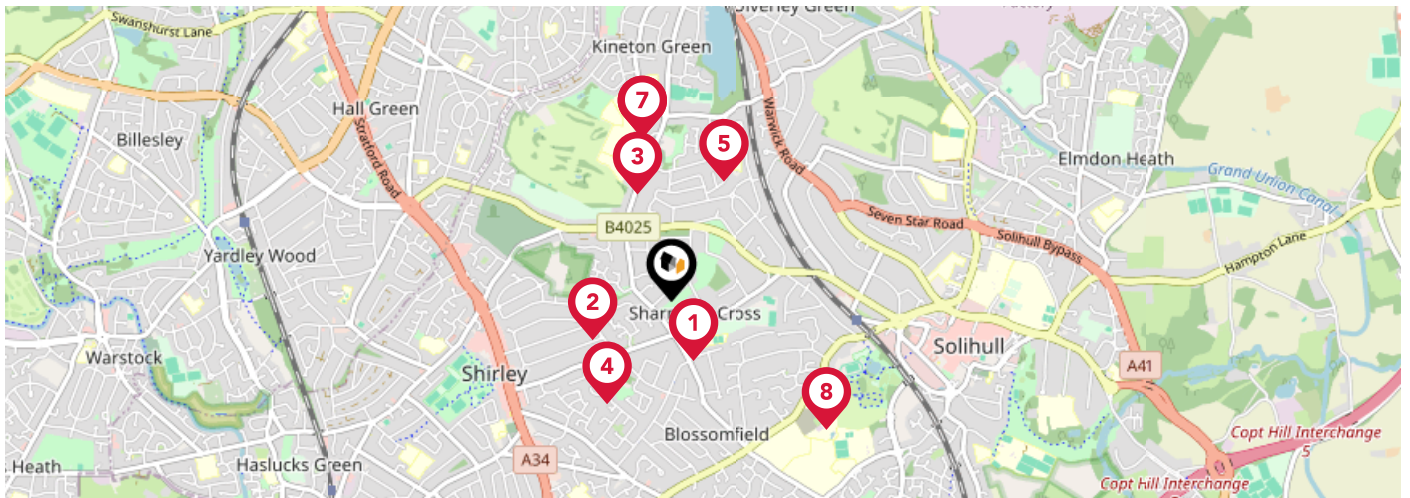 Silverley Green
Swanshurst Lane
Kineton Green
Hall Green
7
Billesley
Stratford Road
3
5
Warwick Road
Elmdon Heath
Grand Union Canal
B4025
Seven Star Road
Solihull Bypass
Hampton Lane
Yardley Wood
2
Cross
1
Warstock
Shirley
4
Solihull
A41
8
Blossomfield
Copt Hill Interchange
5
A34
Heath
Haslucks Green
Copt hill Interchange